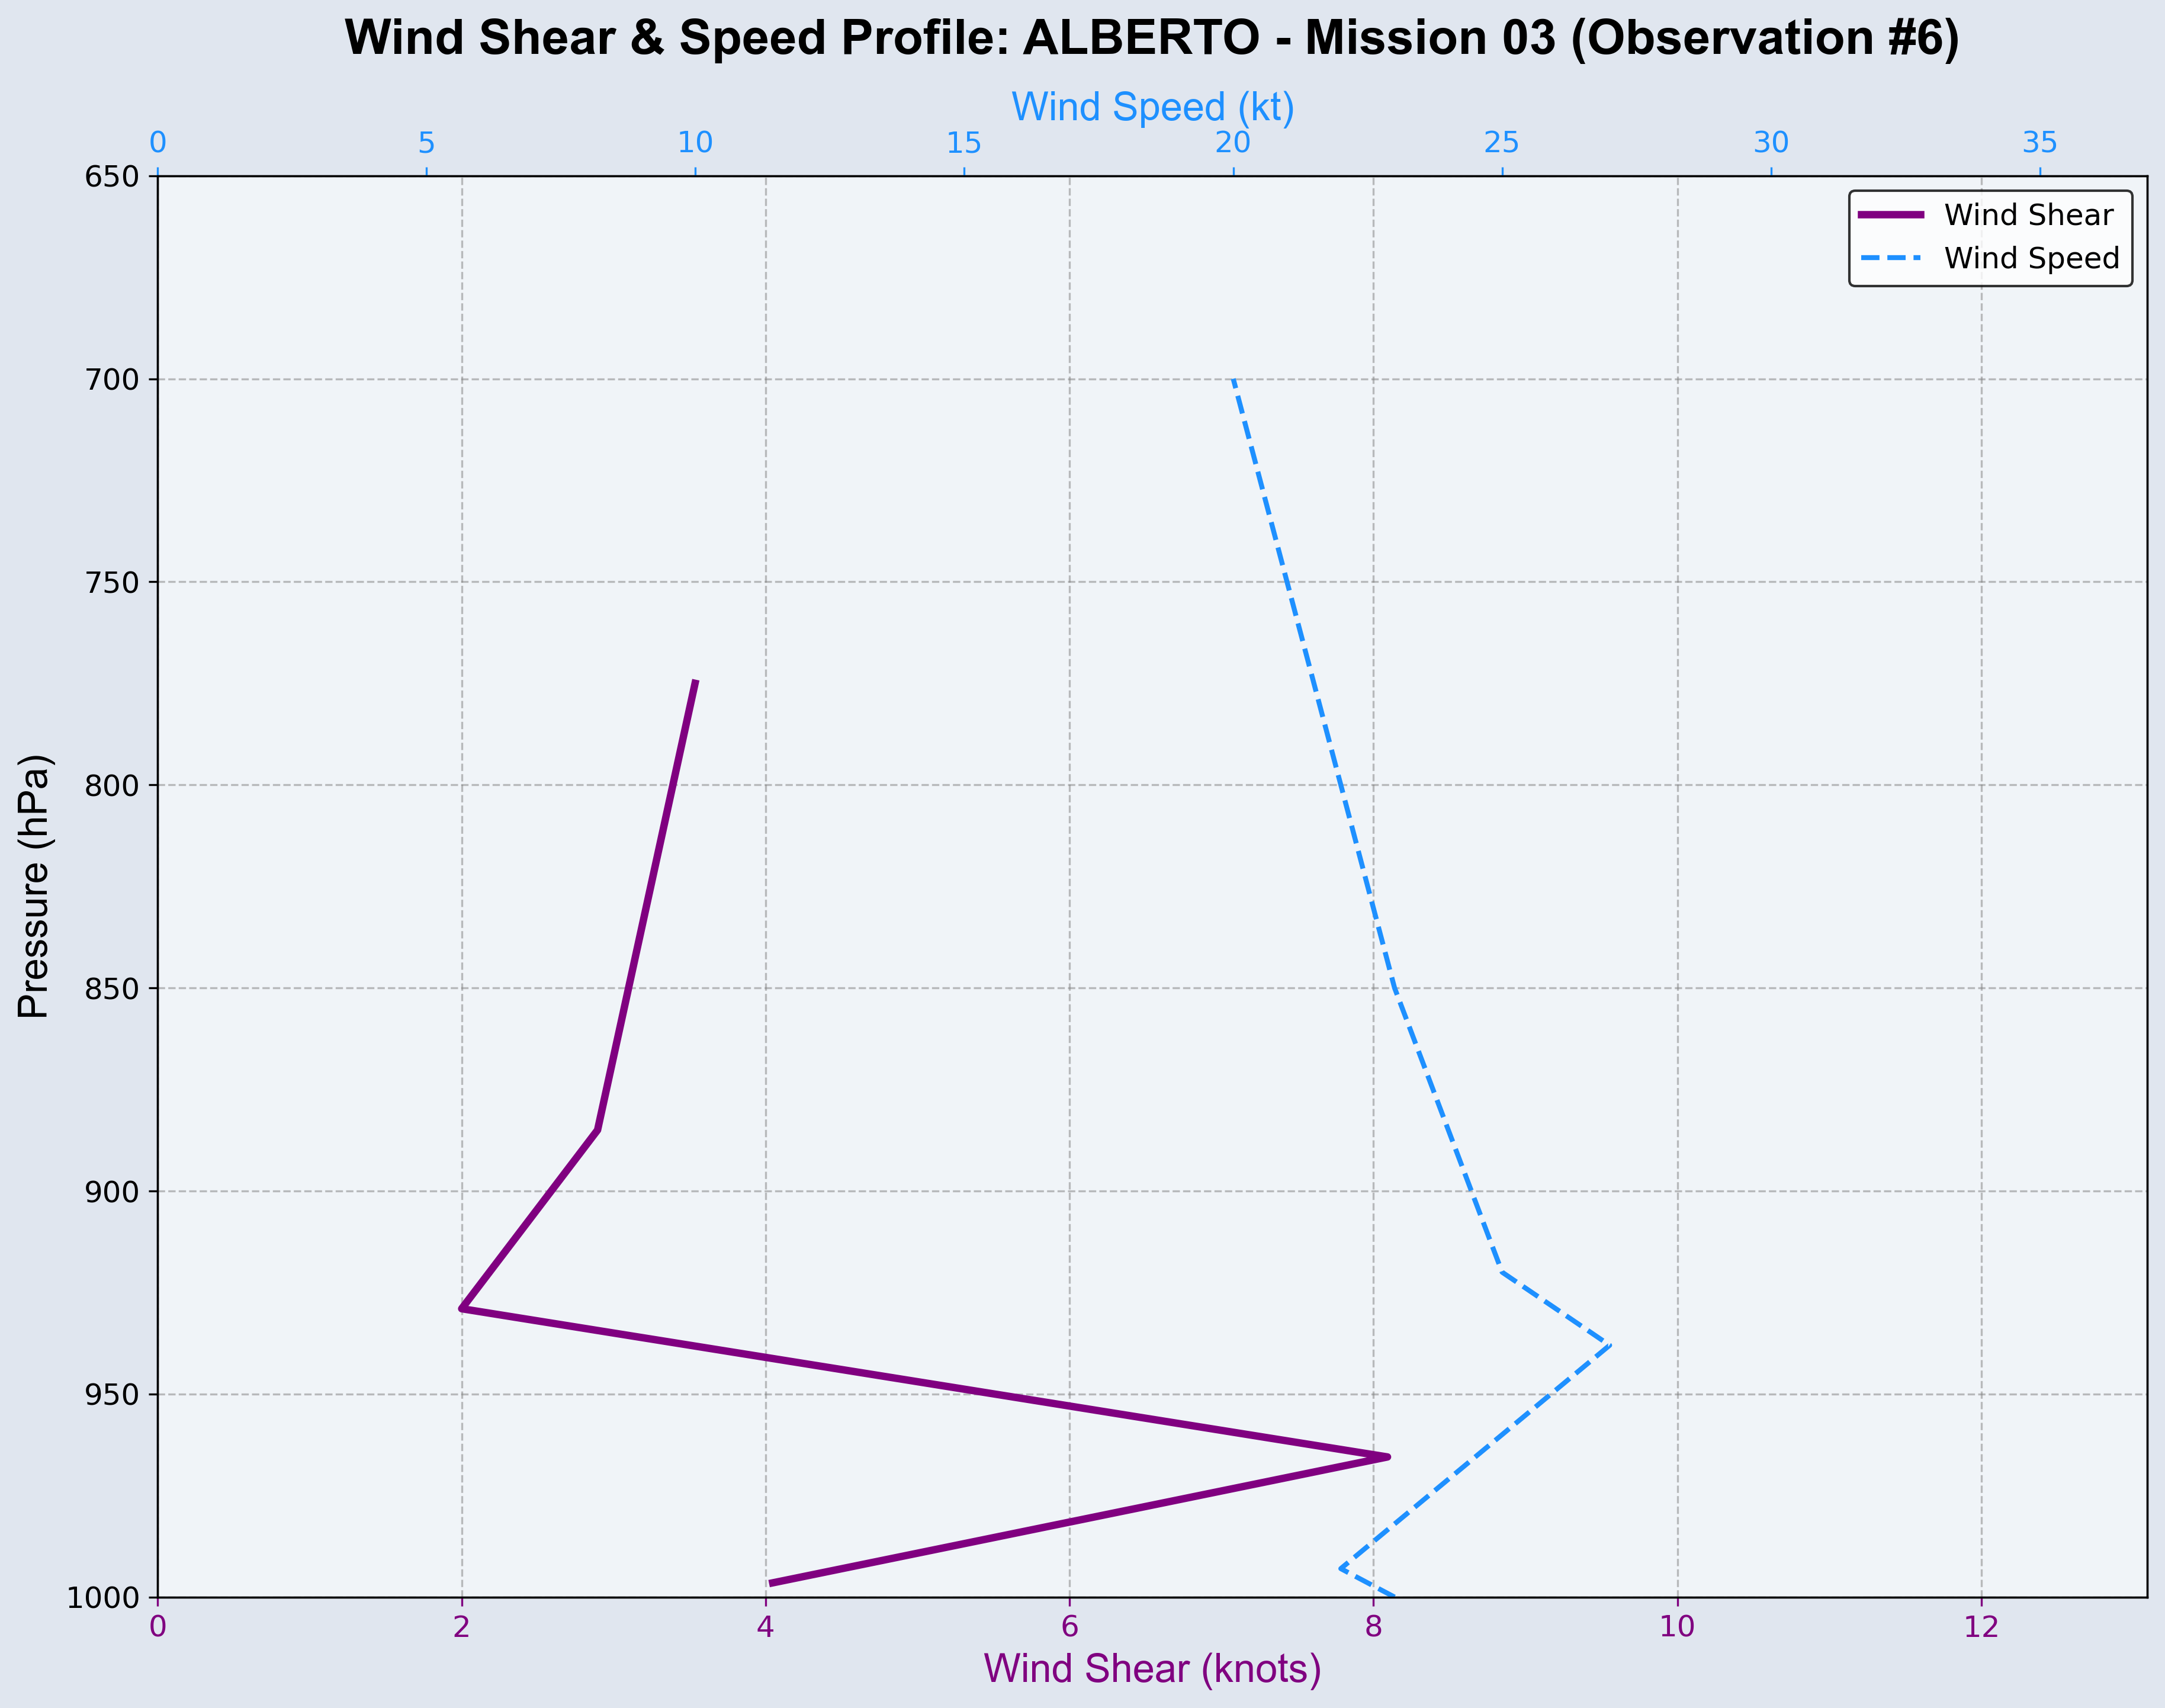 Wind Shear & Speed Profile: ALBERTO - Mission 03 (Observation #6)
Wind Speed (kt)
0 5 10 15 20 25 30 35
Wind Shear
Wind Speed
650
700
750
800
850
900
950
1000
Pressure (hPa)
0 2 4 6 8 10 12
Wind Shear (knots)